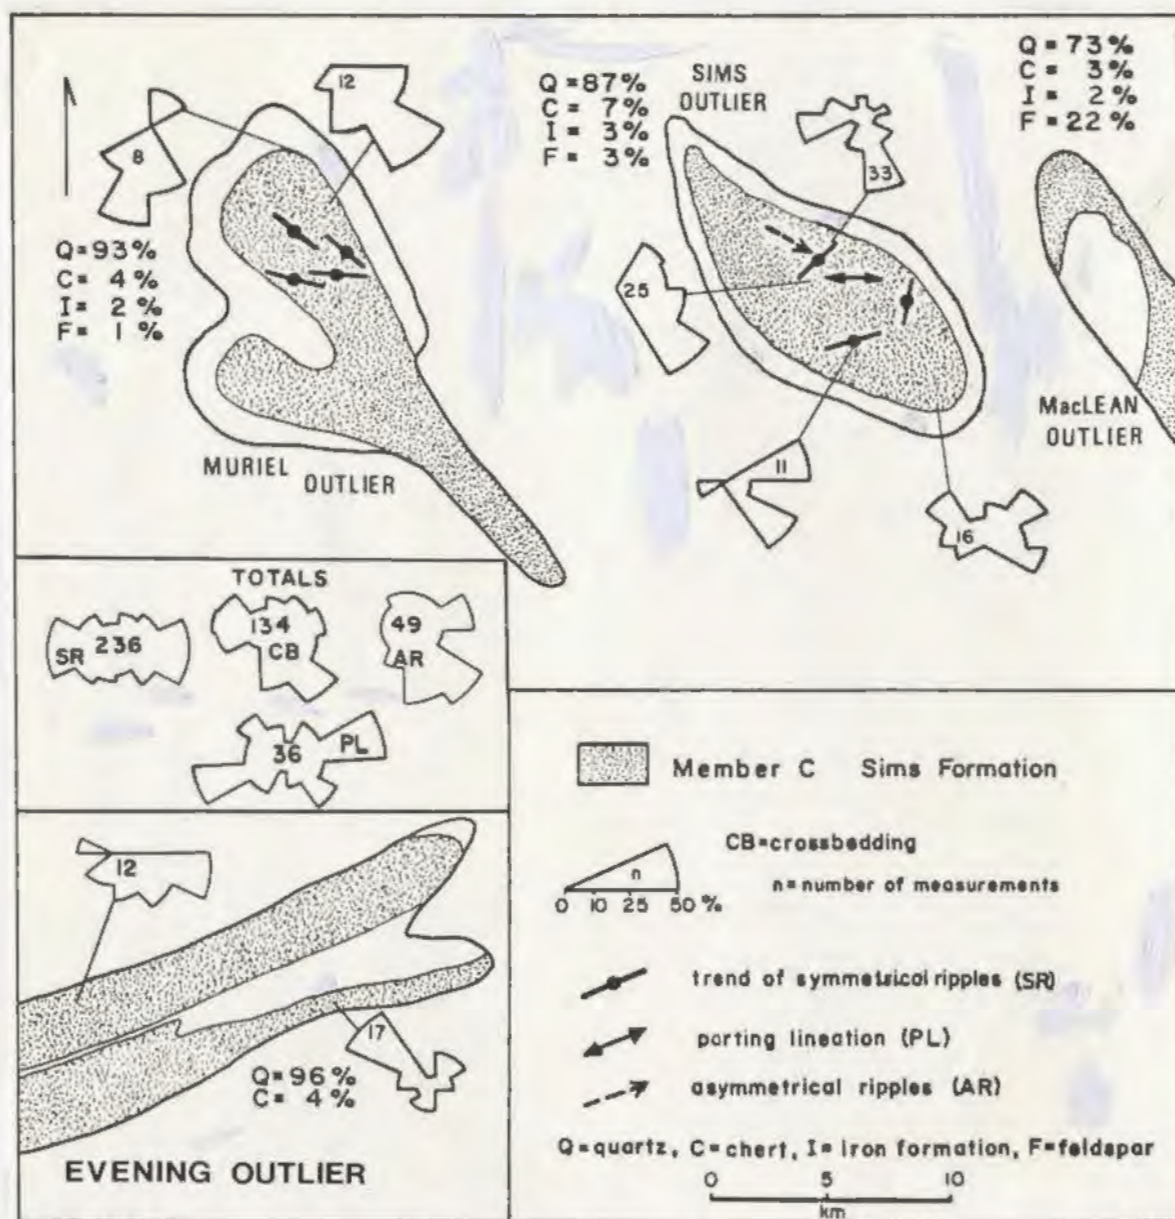 12
8
Q = 93%
C = 4%
I = 2%
F = 1%
MURIEL
OUTLIER
Q = 87%
C = 7%
I = 3%
F = 3%
SIMS
OUTLIER
33
25
11
16
Q = 73%
C = 3%
I = 2%
F = 22%
MacLEAN
OUTLIER
TOTALS
SR 236
134
CB
49
AR
36
PL
12
17
Q = 96%
C = 4%
EVENING OUTLIER
Member C Sims Formation
CB=crossbedding
n
n=number of measurements
0 10 25 50 %
trend of symmetrical ripples (SR)
parting lineation (PL)
asymmetrical ripples (AR)
Q=quartz, C=chert, I=iron formation, F=feldspar
0 5 10
km